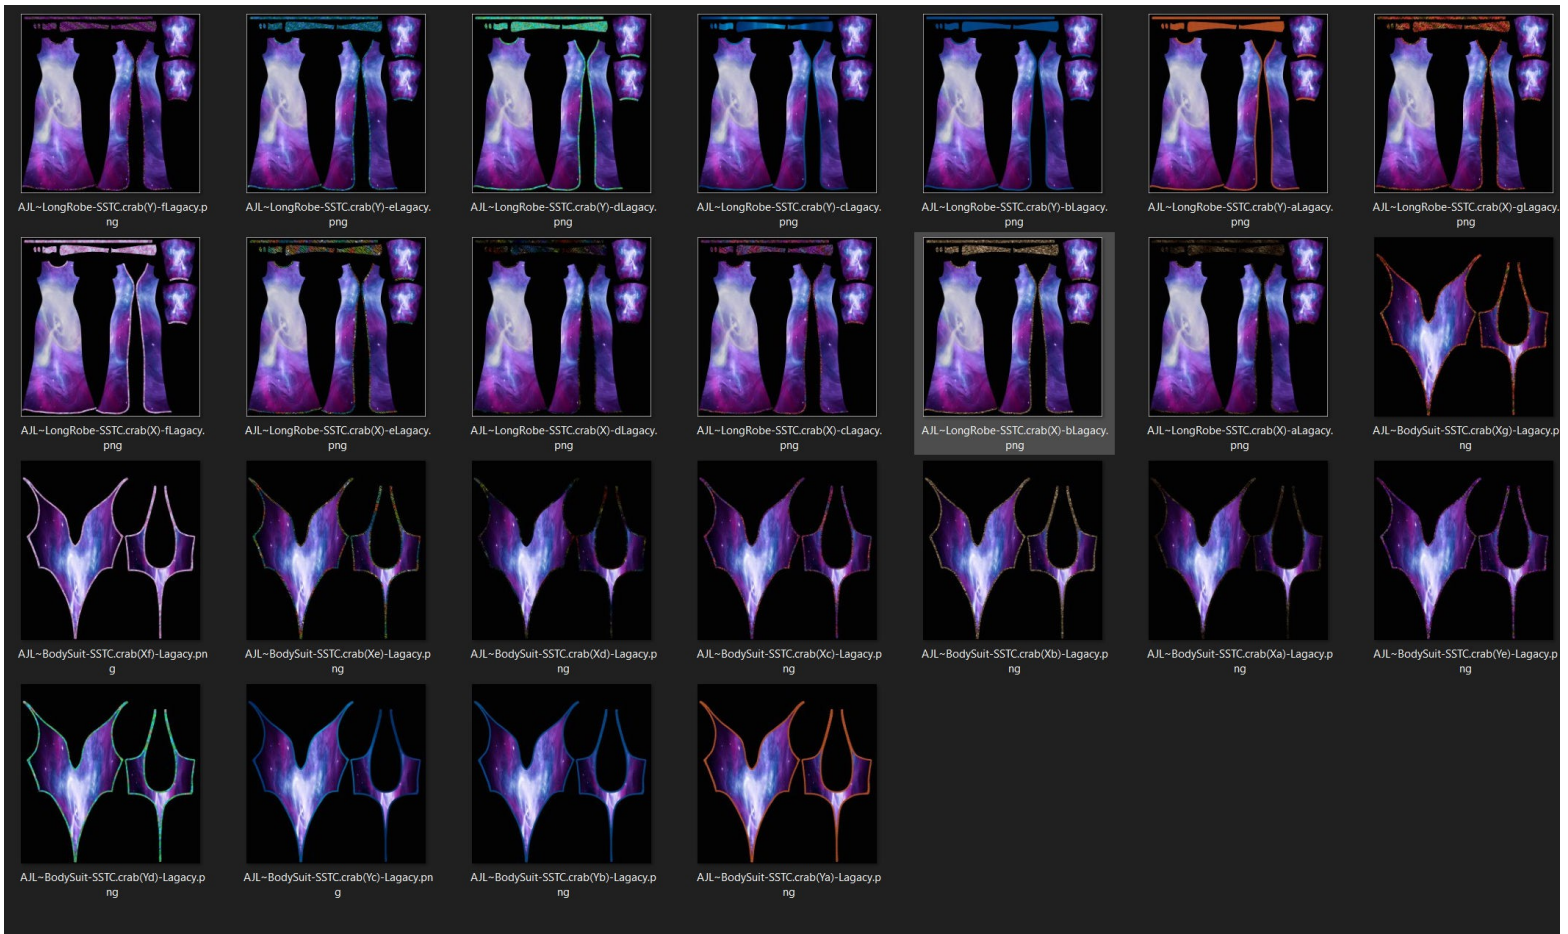 AJL~LongRobe-SSTC.crab(Y)-fLagacy.p
ng
AJL~LongRobe-SSTC.crab(Y)-eLagacy.
png
AJL~LongRobe-SSTC.crab(Y)-dLagacy.
png
AJL~LongRobe-SSTC.crab(Y)-cLagacy.
png
AJL~LongRobe-SSTC.crab(Y)-bLagacy.
png
AJL~LongRobe-SSTC.crab(Y)-aLagacy.
png
AJL~LongRobe-SSTC.crab(X)-gLagacy.
png
AJL~LongRobe-SSTC.crab(X)-fLagacy.
png
AJL~LongRobe-SSTC.crab(X)-eLagacy.
png
AJL~LongRobe-SSTC.crab(X)-dLagacy.
png
AJL~LongRobe-SSTC.crab(X)-cLagacy.
png
AJL~LongRobe-SSTC.crab(X)-bLagacy.
png
AJL~LongRobe-SSTC.crab(X)-aLagacy.
png
AJL~BodySuit-SSTC.crab(Xg)-Lagacy.p
ng
AJL~BodySuit-SSTC.crab(Xf)-Lagacy.pn
g
AJL~BodySuit-SSTC.crab(Xe)-Lagacy.p
ng
AJL~BodySuit-SSTC.crab(Xd)-Lagacy.p
ng
AJL~BodySuit-SSTC.crab(Xc)-Lagacy.p
ng
AJL~BodySuit-SSTC.crab(Xb)-Lagacy.p
ng
AJL~BodySuit-SSTC.crab(Xa)-Lagacy.p
ng
AJL~BodySuit-SSTC.crab(Ye)-Lagacy.p
ng
AJL~BodySuit-SSTC.crab(Yd)-Lagacy.p
ng
AJL~BodySuit-SSTC.crab(Yc)-Lagacy.pn
g
AJL~BodySuit-SSTC.crab(Yb)-Lagacy.p
ng
AJL~BodySuit-SSTC.crab(Ya)-Lagacy.p
ng